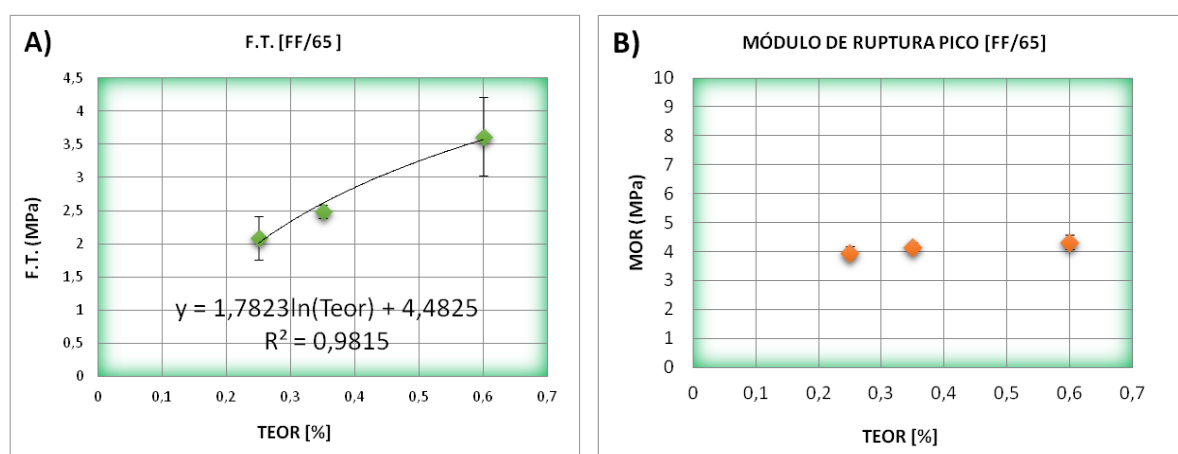 A)
F.T. [FF/65 ]
4,5
4
3,5
3
2,5
2
1,5
1
0,5
0
F.T. (MPa)
y = 1,7823ln(Teor) + 4,4825
R² = 0,9815
0 0,1 0,2 0,3 0,4 0,5 0,6 0,7
TEOR [%]
B)
MÓDULO DE RUPTURA PICO [FF/65]
10
9
8
7
6
5
4
3
2
1
0
MOR (MPa)
0 0,1 0,2 0,3 0,4 0,5 0,6 0,7
TEOR [%]